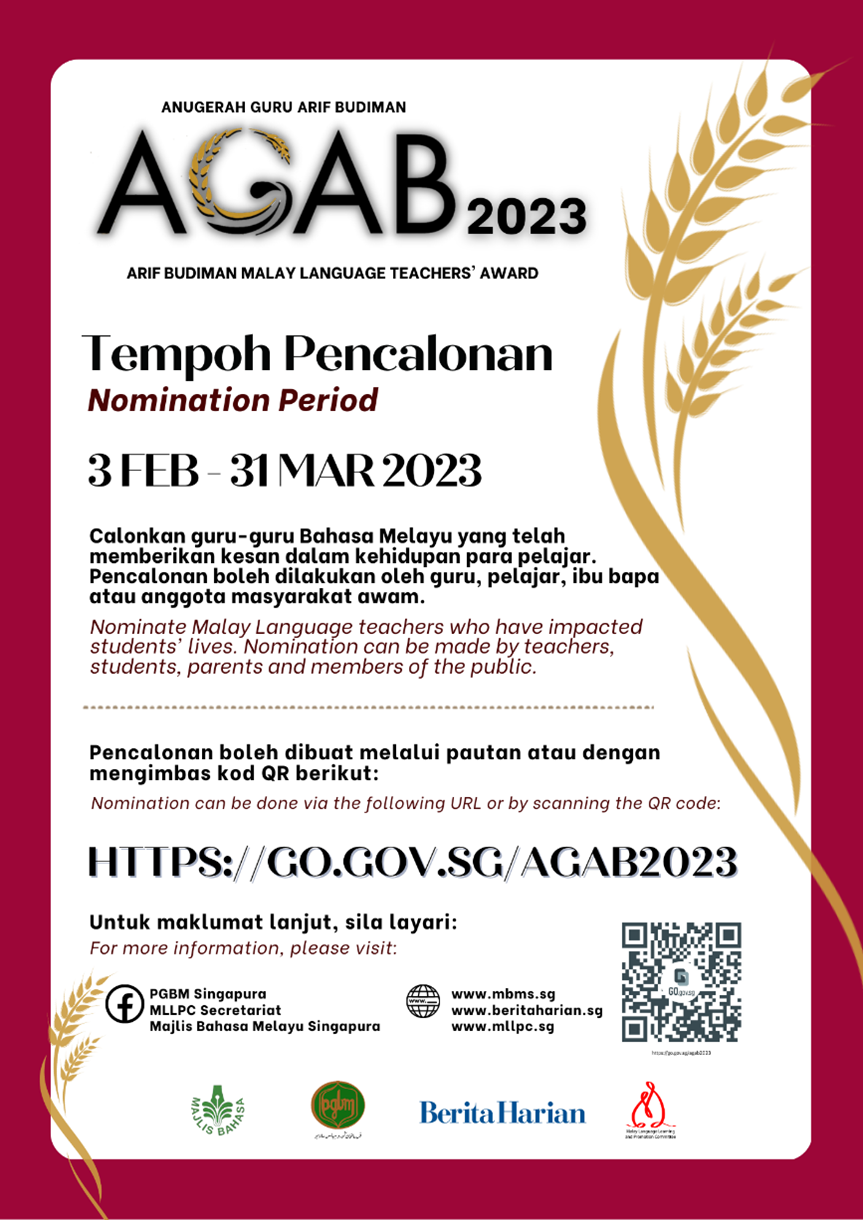 ANUGERAH GURU ARIF BUDIMAN
AGAB 2023
ARIF BUDIMAN MALAY LANGUAGE TEACHERS' AWARD
Tempoh Pencalonan
Nomination Period
3 FEB - 31 MAR 2023
Calonkan guru-guru Bahasa Melayu yang telah
memberikan kesan dalam kehidupan para pelajar.
Pencalonan boleh dilakukan oleh guru, pelajar, ibu bapa
atau anggota masyarakat awam.
Nominate Malay Language teachers who have impacted
students' lives. Nomination can be made by teachers,
students, parents and members of the public.
Pencalonan boleh dibuat melalui pautan atau dengan
mengimbas kod QR berikut:
Nomination can be done via the following URL or by scanning the QR code:
HTTPS://GO.GOV.SG/AGAB2023
Untuk maklumat lanjut, sila layari:
For more information, please visit:
PGBM Singapura
MLLPC Secretariat
Majlis Bahasa Melayu Singapura
www.
www.mbms.sg
www.beritaharian.sg
www.mllpc.sg
GO.gov.sg
https://go.gov.sg/agab2023
MAJLIS BAHASA
pgbm
Berita Harian
Malay Language Learning
and Promotion Committee